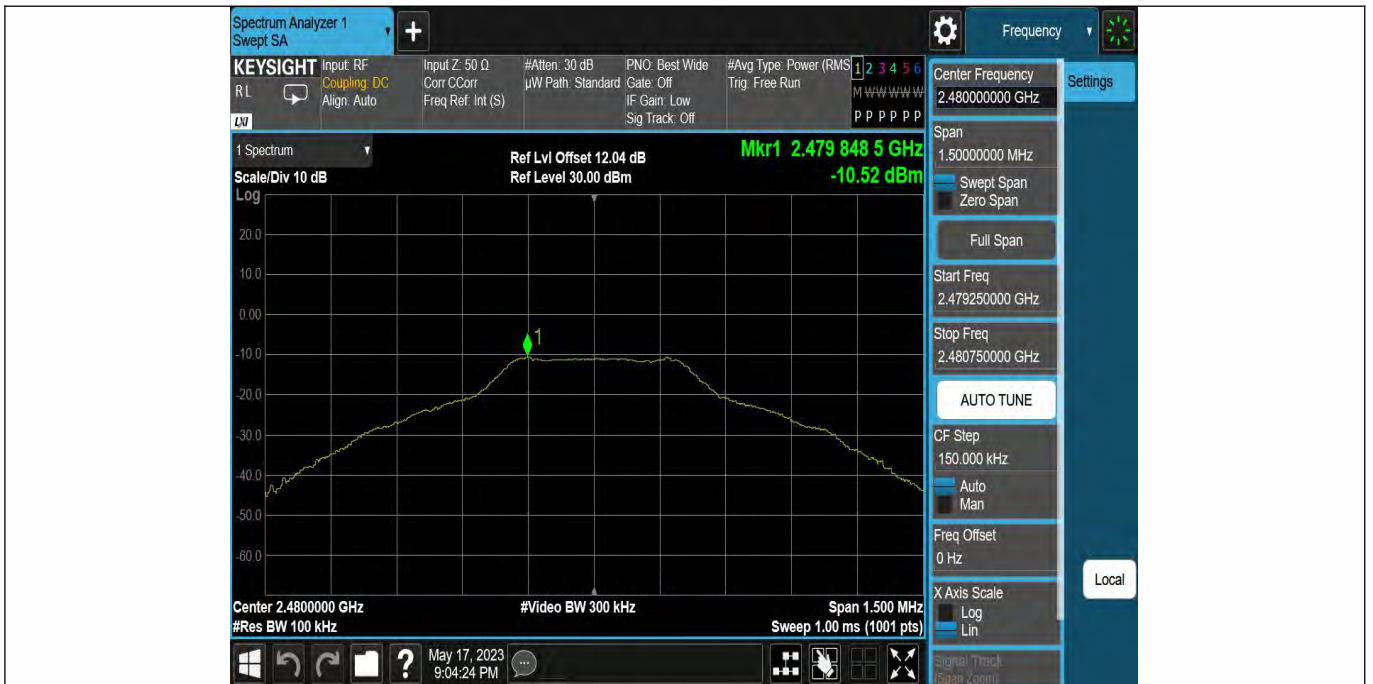 Spectrum Analyzer 1
Swept SA
+
Frequency
KEYSIGHT
RL
LXI
Input: RF
Coupling: DC
Align: Auto
Input Z: 50 Ω
Corr CCorr
Freq Ref: Int (S)
#Atten: 30 dB
µW Path: Standard
PNO: Best Wide
Gate: Off
IF Gain: Low
Sig Track: Off
#Avg Type: Power (RMS
Trig: Free Run
1 2 3 4 5 6
M W W W W W
P P P P P P
1 Spectrum
Scale/Div 10 dB
Log
Ref Lvl Offset 12.04 dB
Ref Level 30.00 dBm
Mkr1 2.479 848 5 GHz
-10.52 dBm
20.0
10.0
0.00
-10.0
-20.0
-30.0
-40.0
-50.0
-60.0
1
Center 2.4800000 GHz
#Res BW 100 kHz
#Video BW 300 kHz
Span 1.500 MHz
Sweep 1.00 ms (1001 pts)
Center Frequency
2.480000000 GHz
Settings
Span
1.50000000 MHz
Swept Span
Zero Span
Full Span
Start Freq
2.479250000 GHz
Stop Freq
2.480750000 GHz
AUTO TUNE
CF Step
150.000 kHz
Auto
Man
Freq Offset
0 Hz
X Axis Scale
Log
Lin
Signal Track
(Span Zoom)
Local
?
May 17, 2023
9:04:24 PM